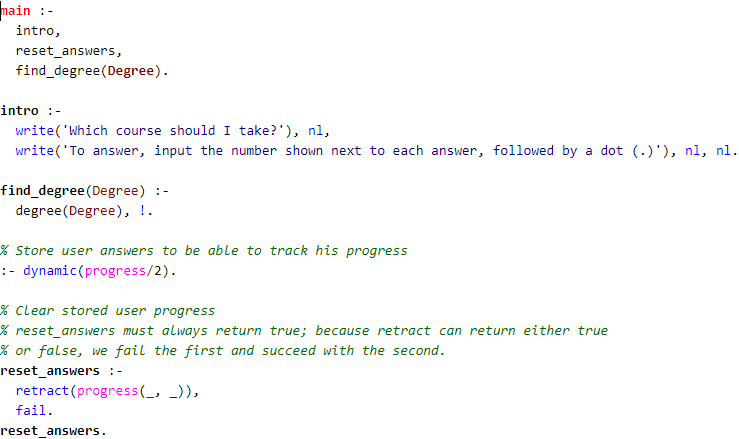 main :-
  intro,
  reset_answers,
  find_degree(Degree).

intro :-
  write('Which course should I take?'), nl,
  write('To answer, input the number shown next to each answer, followed by a dot (.)'), nl, nl.

find_degree(Degree) :-
  degree(Degree), !.

% Store user answers to be able to track his progress
:- dynamic(progress/2).

% Clear stored user progress
% reset_answers must always return true; because retract can return either true
% or false, we fail the first and succeed with the second.
reset_answers :-
  retract(progress(_, _)),
  fail.
reset_answers.